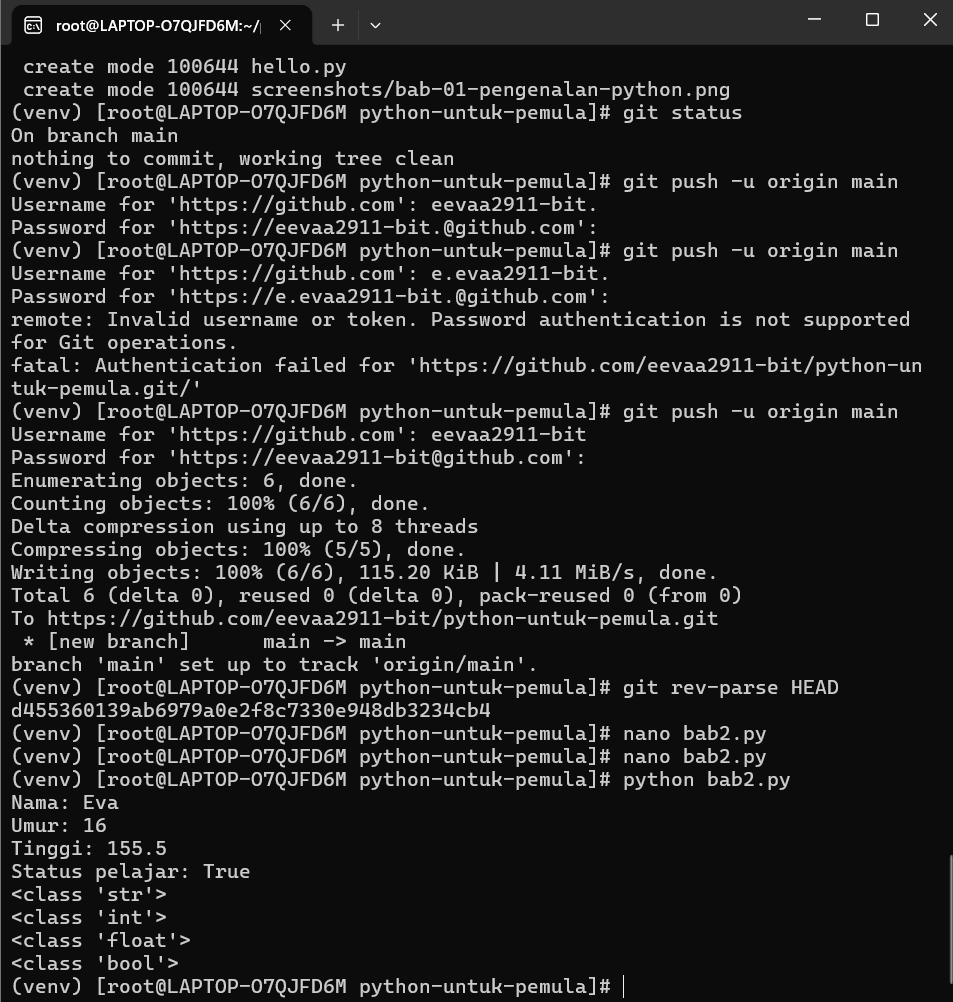 root@LAPTOP-O7QJFD6M:~/
create mode 100644 hello.py
create mode 100644 screenshots/bab-01-pengenalan-python.png
(venv) [root@LAPTOP-O7QJFD6M python-untuk-pemula]# git status
On branch main
nothing to commit, working tree clean
(venv) [root@LAPTOP-O7QJFD6M python-untuk-pemula]# git push -u origin main
Username for 'https://github.com': eevaa2911-bit.
Password for 'https://eevaa2911-bit.@github.com':
(venv) [root@LAPTOP-O7QJFD6M python-untuk-pemula]# git push -u origin main
Username for 'https://github.com': e.evaa2911-bit.
Password for 'https://e.evaa2911-bit.@github.com':
remote: Invalid username or token. Password authentication is not supported
for Git operations.
fatal: Authentication failed for 'https://github.com/eevaa2911-bit/python-un
tuk-pemula.git/'
(venv) [root@LAPTOP-O7QJFD6M python-untuk-pemula]# git push -u origin main
Username for 'https://github.com': eevaa2911-bit
Password for 'https://eevaa2911-bit@github.com':
Enumerating objects: 6, done.
Counting objects: 100% (6/6), done.
Delta compression using up to 8 threads
Compressing objects: 100% (5/5), done.
Writing objects: 100% (6/6), 115.20 KiB | 4.11 MiB/s, done.
Total 6 (delta 0), reused 0 (delta 0), pack-reused 0 (from 0)
To https://github.com/eevaa2911-bit/python-untuk-pemula.git
 * [new branch]      main -> main
branch 'main' set up to track 'origin/main'.
(venv) [root@LAPTOP-O7QJFD6M python-untuk-pemula]# git rev-parse HEAD
d455360139ab6979a0e2f8c7330e948db3234cb4
(venv) [root@LAPTOP-O7QJFD6M python-untuk-pemula]# nano bab2.py
(venv) [root@LAPTOP-O7QJFD6M python-untuk-pemula]# nano bab2.py
(venv) [root@LAPTOP-O7QJFD6M python-untuk-pemula]# python bab2.py
Nama: Eva
Umur: 16
Tinggi: 155.5
Status pelajar: True
<class 'str'>
<class 'int'>
<class 'float'>
<class 'bool'>
(venv) [root@LAPTOP-O7QJFD6M python-untuk-pemula]#